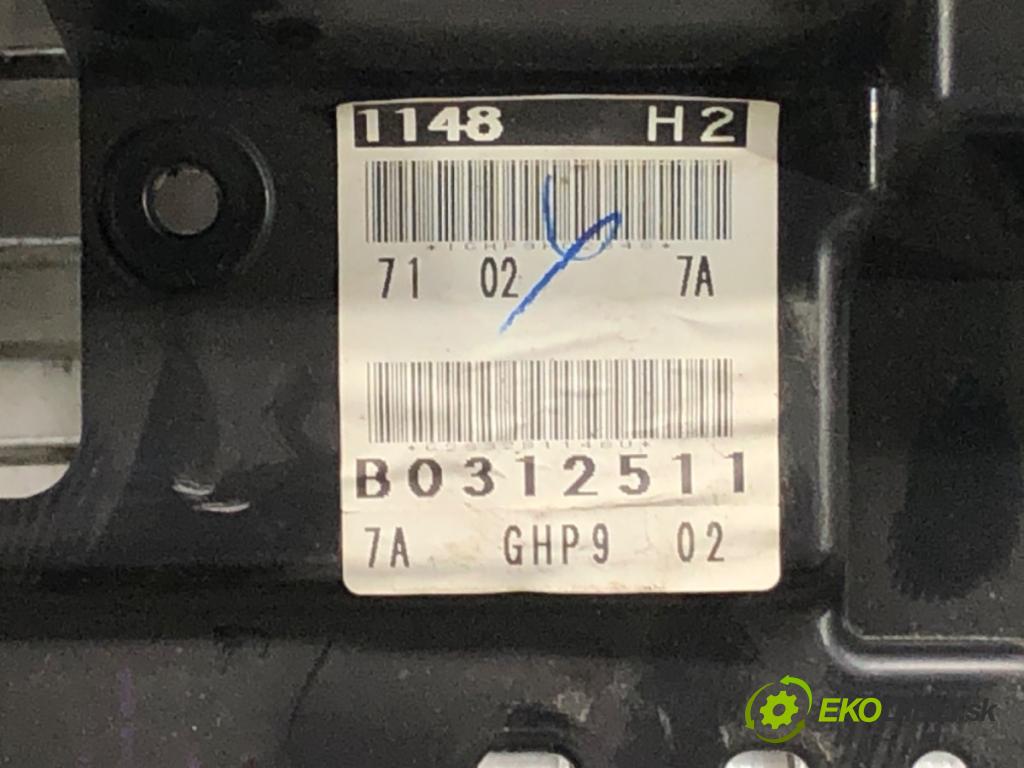 1148 H2
71 02 7A
B0312511
7A GHP9 02
EKO